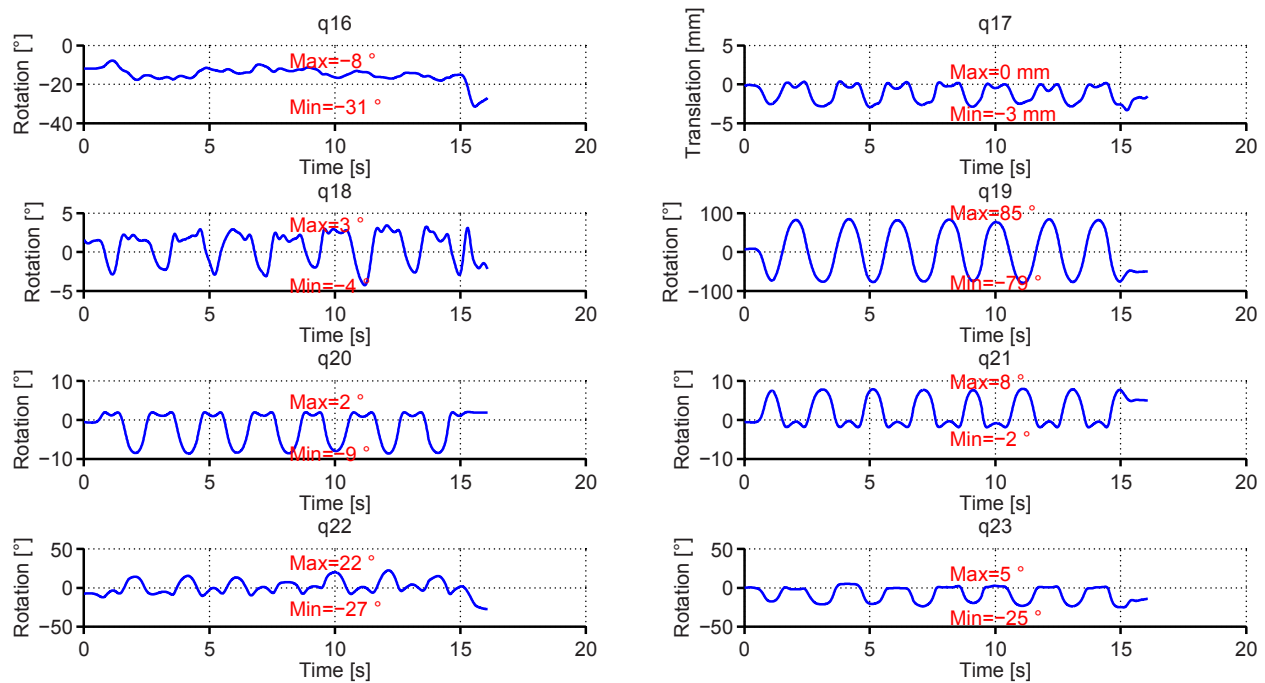 q16
Rotation [°]
0
−20
−40
Max=−8 °
Min=−31 °
0 5 10 15 20
Time [s]
q17
Translation [mm]
5
0
−5
Max=0 mm
Min=−3 mm
0 5 10 15 20
Time [s]
q18
Rotation [°]
5
0
−5
Max=3 °
Min=−4 °
0 5 10 15 20
Time [s]
q19
Rotation [°]
100
0
−100
Max=85 °
Min=−79 °
0 5 10 15 20
Time [s]
q20
Rotation [°]
10
0
−10
Max=2 °
Min=−9 °
0 5 10 15 20
Time [s]
q21
Rotation [°]
10
0
−10
Max=8 °
Min=−2 °
0 5 10 15 20
Time [s]
q22
Rotation [°]
50
0
−50
Max=22 °
Min=−27 °
0 5 10 15 20
Time [s]
q23
Rotation [°]
50
0
−50
Max=5 °
Min=−25 °
0 5 10 15 20
Time [s]